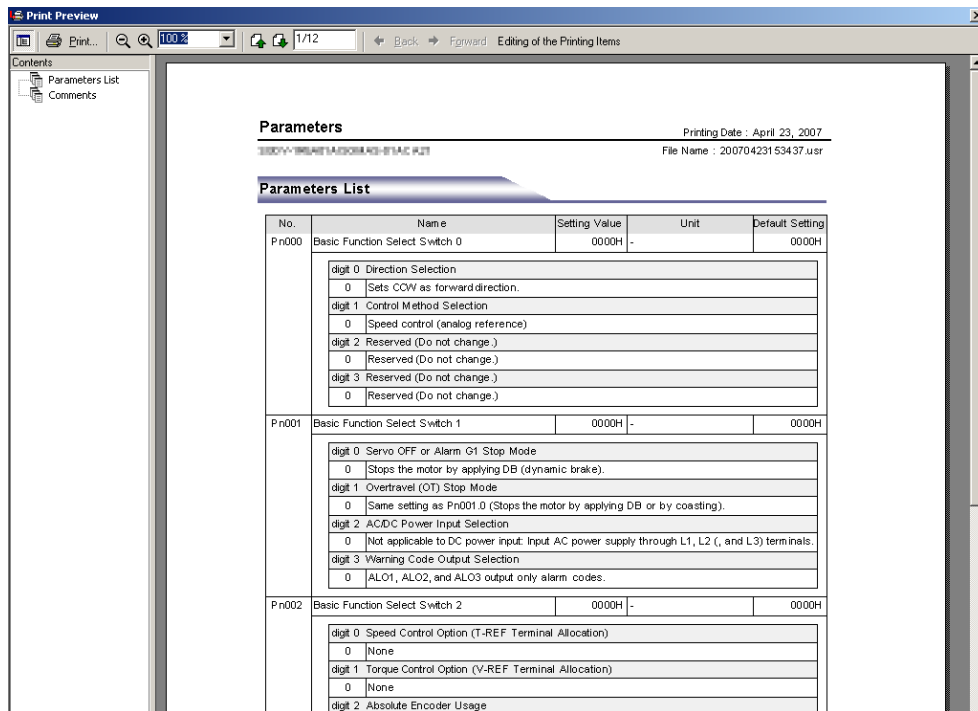 Print Preview
Print... 100 % 1/12 Back Forward Editing of the Printing Items
Contents
Parameters List
Comments
Parameters
Printing Date : April 23, 2007
File Name : 20070423153437.usr
Parameters List
No. Name Setting Value Unit Default Setting
Pn000 Basic Function Select Switch 0 0000H - 0000H
digit 0 Direction Selection
0 Sets CCW as forward direction.
digit 1 Control Method Selection
0 Speed control (analog reference)
digit 2 Reserved (Do not change.)
0 Reserved (Do not change.)
digit 3 Reserved (Do not change.)
0 Reserved (Do not change.)
Pn001 Basic Function Select Switch 1 0000H - 0000H
digit 0 Servo OFF or Alarm G1 Stop Mode
0 Stops the motor by applying DB (dynamic brake).
digit 1 Overtravel (OT) Stop Mode
0 Same setting as Pn001.0 (Stops the motor by applying DB or by coasting).
digit 2 AC/DC Power Input Selection
0 Not applicable to DC power input: Input AC power supply through L1, L2 (, and L3) terminals.
digit 3 Warning Code Output Selection
0 ALO1, ALO2, and ALO3 output only alarm codes.
Pn002 Basic Function Select Switch 2 0000H - 0000H
digit 0 Speed Control Option (T-REF Terminal Allocation)
0 None
digit 1 Torque Control Option (V-REF Terminal Allocation)
0 None
digit 2 Absolute Encoder Usage